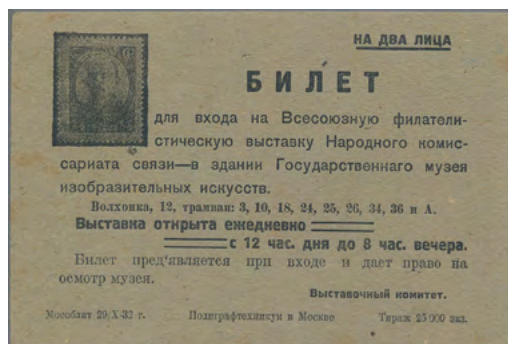 НА ДВА ЛИЦА
БИЛЕТ
для входа на Всесоюзную филатели-
стическую выставку Народного комис-
сариата связи—в здании Государственнаго музея
изобразительных искусств.
Волхонка, 12, трамваи: 3, 10, 18, 24, 25, 26, 34, 36 и А.
Выставка открыта ежедневно
с 12 час. дня до 8 час. вечера.
Билет пред'является при входе и дает право на
осмотр музея.
Выставочный комитет.
Мособлит 29/X-32 г. Полиграфтехникум в Москве Тираж 25 000 экз.